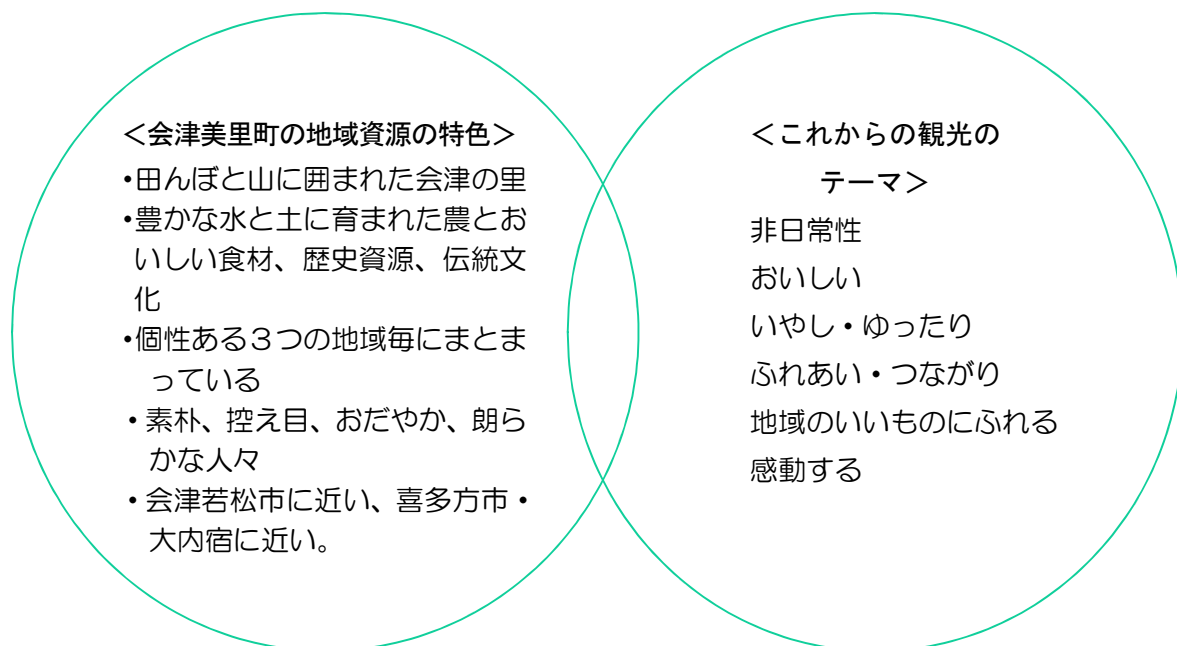 ＜会津美里町の地域資源の特色＞
・田んぼと山に囲まれた会津の里
・豊かな水と土に育まれた農とお
いしい食材、歴史資源、伝統文
化
・個性ある３つの地域毎にまとま
っている
・素朴、控え目、おだやか、朗ら
かな人々
・会津若松市に近い、喜多方市・
大内宿に近い。
＜これからの観光の
テーマ＞
非日常性
おいしい
いやし・ゆったり
ふれあい・つながり
地域のいいものにふれる
感動する